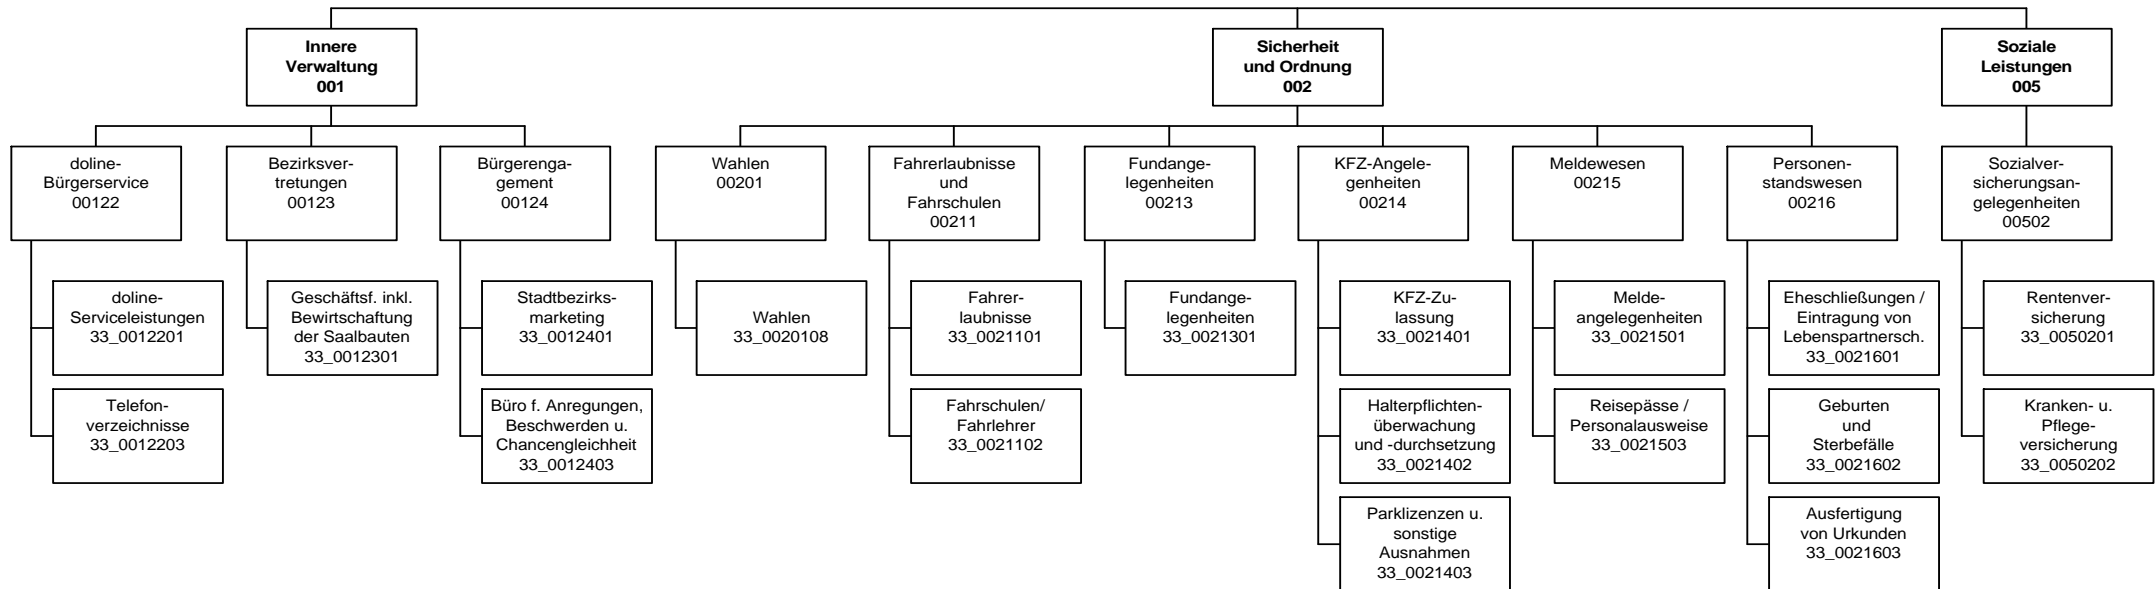 Innere
Verwaltung
001
Sicherheit
und Ordnung
002
Soziale
Leistungen
005
doline-
Bürgerservice
00122
Bezirksver-
tretungen
00123
Bürgerenga-
gement
00124
Wahlen
00201
Fahrerlaubnisse
und
Fahrschulen
00211
Fundange-
legenheiten
00213
KFZ-Angele-
genheiten
00214
Meldewesen
00215
Personen-
standswesen
00216
Sozialver-
sicherungsan-
gelegenheiten
00502
doline-
Serviceleistungen
33_0012201
Geschäftsf. inkl.
Bewirtschaftung
der Saalbauten
33_0012301
Stadtbezirks-
marketing
33_0012401
Wahlen
33_0020108
Fahrer-
laubnisse
33_0021101
Fundange-
legenheiten
33_0021301
KFZ-Zu-
lassung
33_0021401
Melde-
angelegenheiten
33_0021501
Eheschließungen /
Eintragung von
Lebenspartnersch.
33_0021601
Rentenver-
sicherung
33_0050201
Telefon-
verzeichnisse
33_0012203
Büro f. Anregungen,
Beschwerden u.
Chancengleichheit
33_0012403
Fahrschulen/
Fahrlehrer
33_0021102
Halterpflichten-
überwachung
und -durchsetzung
33_0021402
Reisepässe /
Personalausweise
33_0021503
Geburten
und
Sterbefälle
33_0021602
Kranken- u.
Pflege-
versicherung
33_0050202
Parklizenzen u.
sonstige
Ausnahmen
33_0021403
Ausfertigung
von Urkunden
33_0021603